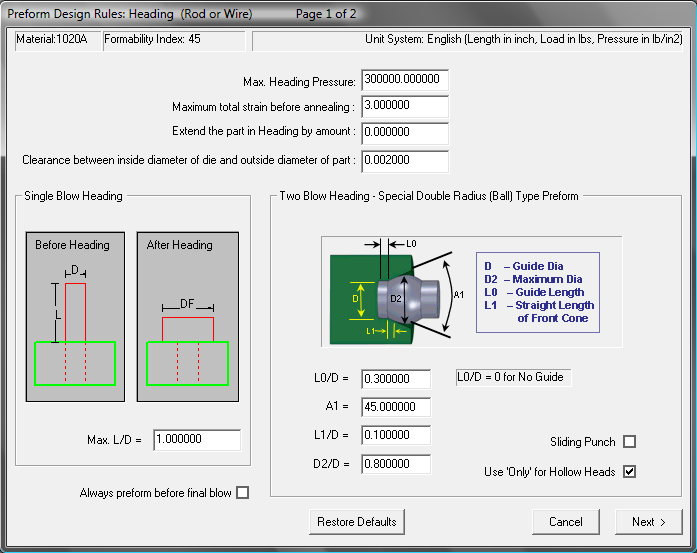 Preform Design Rules: Heading (Rod or Wire) Page 1 of 2
Material:1020A Formability Index: 45 Unit System: English (Length in inch, Load in lbs, Pressure in lb/in2)
Max. Heading Pressure: 300000.000000
Maximum total strain before annealing : 3.000000
Extend the part in Heading by amount : 0.000000
Clearance between inside diameter of die and outside diameter of part : 0.002000
Single Blow Heading
Before Heading
D
L
After Heading
DF
Max. L/D = 1.000000
Always preform before final blow
Two Blow Heading - Special Double Radius (Ball) Type Preform
L0
D
D2
A1
L1
D – Guide Dia
D2 – Maximum Dia
L0 – Guide Length
L1 – Straight Length
of Front Cone
L0/D = 0.300000 L0/D = 0 for No Guide
A1 = 45.000000
L1/D = 0.100000
D2/D = 0.800000
Sliding Punch
Use 'Only' for Hollow Heads
Restore Defaults Cancel Next >